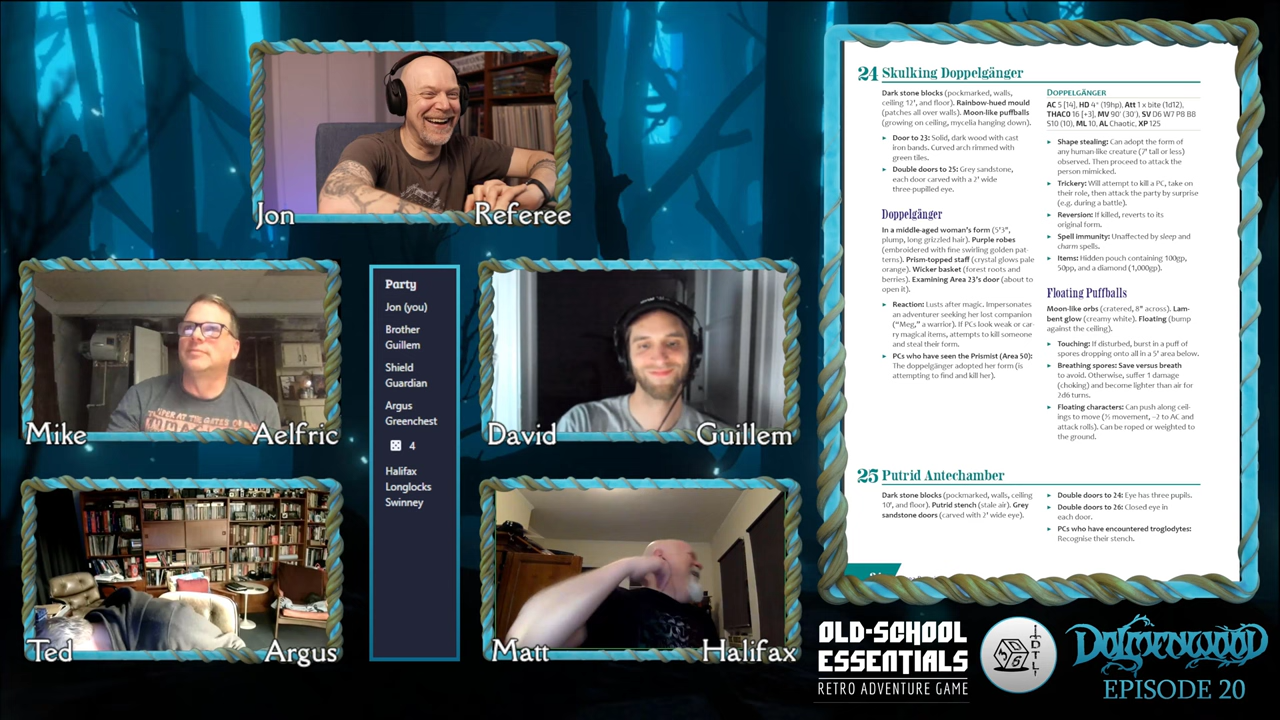 Jon Referee
Mike Aelfric
David Guillem
Ted Argus
Matt Halifax
Party
Jon (you)
Brother
Guillem
Shield
Guardian
Argus
Greenchest
4
Halifax
Longlocks
Swinney
24 Skulking Doppelgänger
Dark stone blocks (pockmarked, walls,
ceiling 12', and floor). Rainbow-hued mould
(patches all over walls). Moon-like puffballs
(growing on ceiling, mycelia hanging down).
► Door to 23: Solid, dark wood with cast
iron bands. Curved arch rimmed with
green tiles.
► Double doors to 25: Grey sandstone,
each door carved with a 2' wide
three-pupilled eye.
Doppelgänger
In a middle-aged woman's form (5'3",
plump, long grizzled hair). Purple robes
(embroidered with fine swirling golden pat-
terns). Prism-topped staff (crystal glows pale
orange). Wicker basket (forest roots and
berries). Examining Area 23's door (about to
open it).
► Reaction: Lusts after magic. Impersonates
an adventurer seeking her lost companion
("Meg," a warrior). If PCs look weak or car-
ry magical items, attempts to kill someone
and steal their form.
► PCs who have seen the Prismist (Area 50):
The doppelgänger adopted her form (is
attempting to find and kill her).
DOPPELGÄNGER
AC 5 [14], HD 4* (19hp), Att 1 x bite (1d12),
THAC0 16 [+3], MV 90' (30'), SV D6 W7 P8 B8
S10 (10), ML 10, AL Chaotic, XP 125
► Shape stealing: Can adopt the form of
any human-like creature (7' tall or less)
observed. Then proceed to attack the
person mimicked.
► Trickery: Will attempt to kill a PC, take on
their role, then attack the party by surprise
(e.g. during a battle).
► Reversion: If killed, reverts to its
original form.
► Spell immunity: Unaffected by sleep and
charm spells.
► Items: Hidden pouch containing 100gp,
50pp, and a diamond (1,000gp).
Floating Puffballs
Moon-like orbs (cratered, 8" across). Lam-
bent glow (creamy white). Floating (bump
against the ceiling).
► Touching: If disturbed, burst in a puff of
spores dropping onto all in a 5' area below.
► Breathing spores: Save versus breath
to avoid. Otherwise, suffer 1 damage
(choking) and become lighter than air for
2d6 turns.
► Floating characters: Can push along ceil-
ings to move (½ movement, –2 to AC and
attack rolls). Can be roped or weighted to
the ground.
25 Putrid Antechamber
Dark stone blocks (pockmarked, walls, ceiling
10', and floor). Putrid stench (stale air). Grey
sandstone doors (carved with 2' wide eye).
► Double doors to 24: Eye has three pupils.
► Double doors to 26: Closed eye in
each door.
► PCs who have encountered troglodytes:
Recognise their stench.
OLD-SCHOOL
ESSENTIALS
RETRO ADVENTURE GAME
Dolmenwood
EPISODE 20